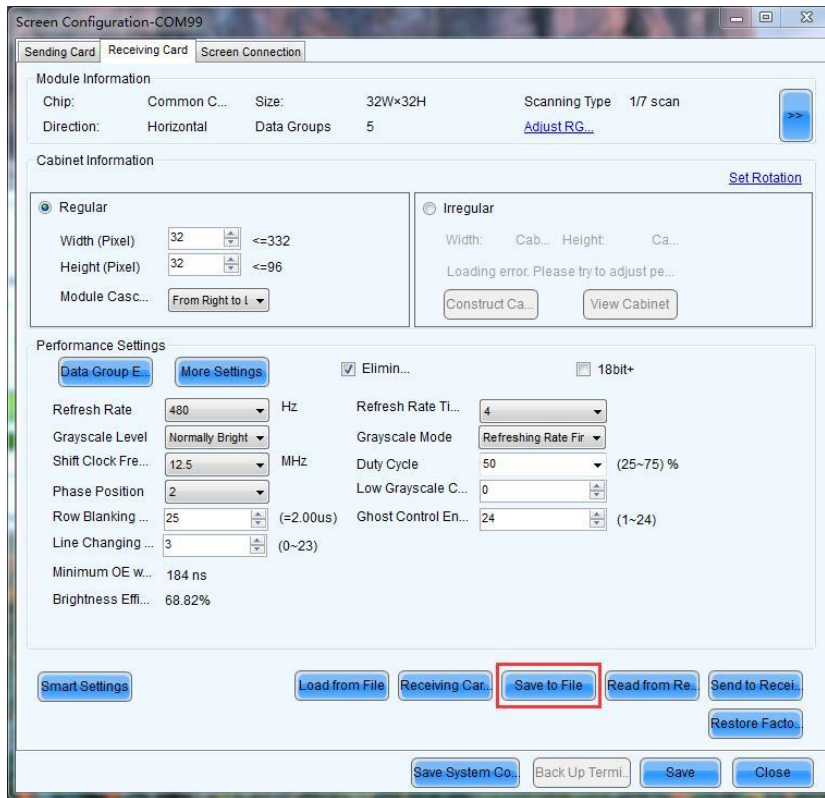 Screen Configuration-COM99
Sending Card Receiving Card Screen Connection
Module Information
Chip: Common C... Size: 32W×32H Scanning Type 1/7 scan
>>
Direction: Horizontal Data Groups 5 Adjust RG...
Cabinet Information
Set Rotation
Regular Irregular
Width (Pixel) 32 <=332 Width: Cab... Height: Ca...
Height (Pixel) 32 <=96 Loading error. Please try to adjust pe...
Module Casc... From Right to L Construct Ca... View Cabinet
Performance Settings
Data Group E... More Settings Elimin... 18bit+
Refresh Rate 480 Hz Refresh Rate Ti... 4
Grayscale Level Normally Bright Grayscale Mode Refreshing Rate Fir
Shift Clock Fre... 12.5 MHz Duty Cycle 50 (25~75) %
Phase Position 2 Low Grayscale C... 0
Row Blanking ... 25 (=2.00us) Ghost Control En... 24 (1~24)
Line Changing ... 3 (0~23)
Minimum OE w... 184 ns
Brightness Effi... 68.82%
Smart Settings Load from File Receiving Car... Save to File Read from Re... Send to Recei...
Restore Facto...
Save System Co... Back Up Termi... Save Close